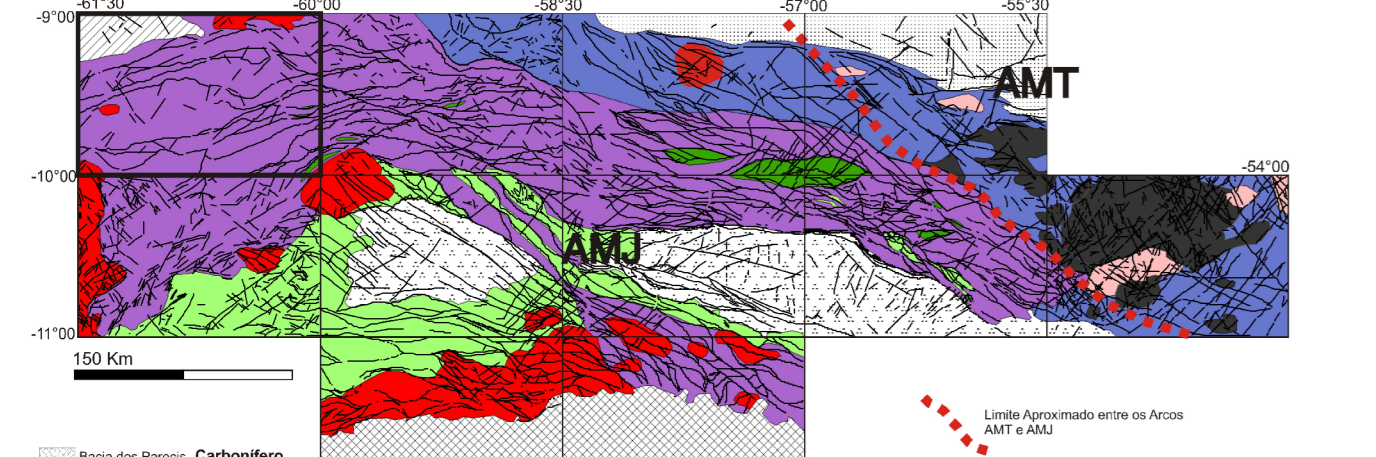 -61°30 -60°00 -58°30 -57°00 -55°30
-9°00
AMT
-10°00
-54°00
AMJ
-11°00
150 Km
Limite Aproximado entre os Arcos
AMT e AMJ
Bacia dos Parecis Carbonífero